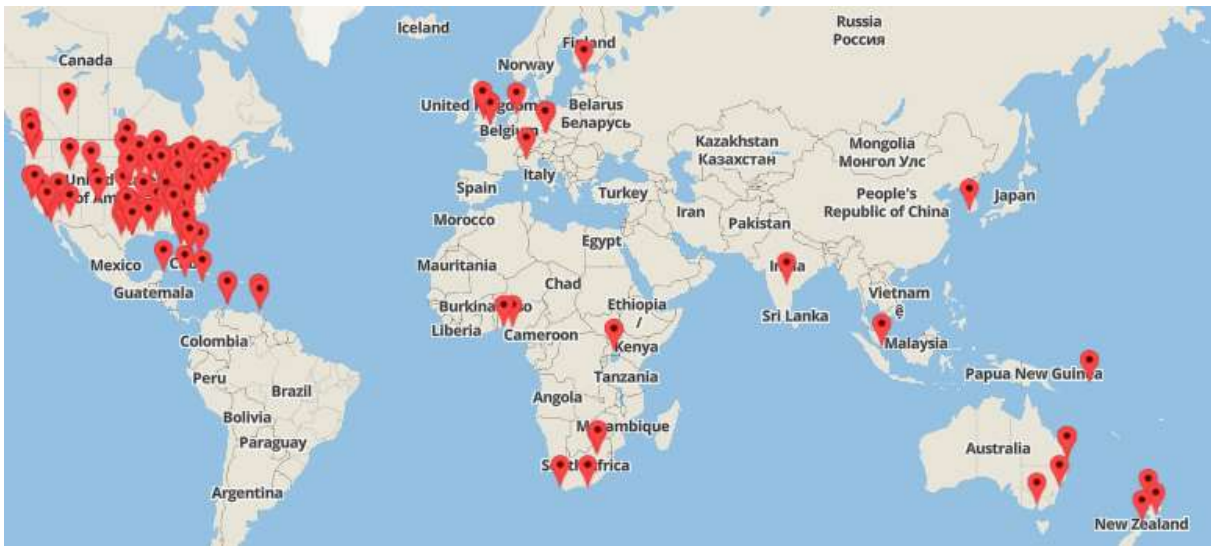 Iceland
Russia
Россия
Finland
Canada
Norway
United Kingdom
Belarus
Беларусь
Belgium
Kazakhstan
Казахстан
Mongolia
Монгол Улс
Italy
United
of Am
Spain
Turkey
People's
Republic of China
Japan
Iran
Morocco
Pakistan
Egypt
Mexico
Mauritania
India
Chad
Guatemala
Burkina
Ethiopia
/
Vietnam
Liberia
Cameroon
Sri Lanka
Colombia
Kenya
Malaysia
Peru
Tanzania
Papua New Guinea
Brazil
Angola
Bolivia
Mozambique
Paraguay
Australia
South Africa
Argentina
New Zealand